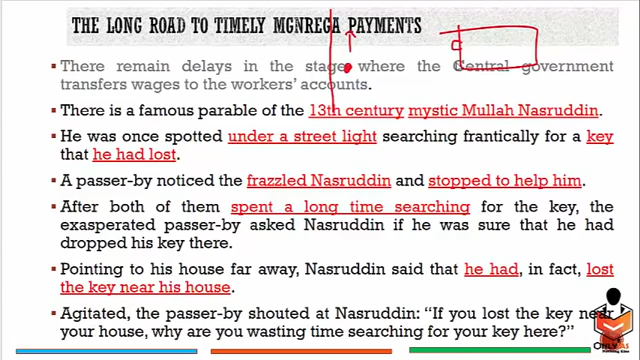 THE LONG ROAD TO TIMELY MGNREGA PAYMENTS
There remain delays in the stage where the Central government
transfers wages to the workers' accounts.
There is a famous parable of the 13th century mystic Mullah Nasruddin.
He was once spotted under a street light searching frantically for a key
that he had lost.
A passer-by noticed the frazzled Nasruddin and stopped to help him.
After both of them spent a long time searching for the key, the
exasperated passer-by asked Nasruddin if he was sure that he had
dropped his key there.
Pointing to his house far away, Nasruddin said that he had, in fact, lost
the key near his house.
Agitated, the passer-by shouted at Nasruddin: "If you lost the key near
your house, why are you wasting time searching for your key here?"